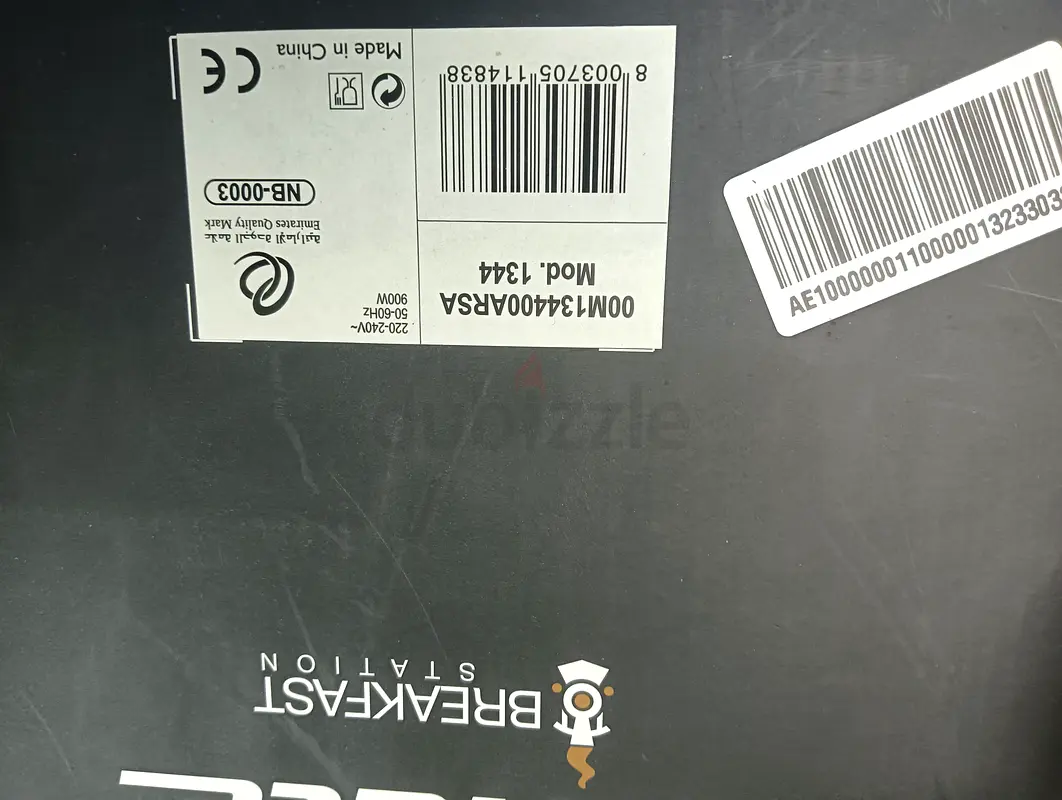 BREAKFAST
STATION
00M134400ARSA
Mod. 1344
8 003705 114838
220-240V~
50-60Hz
900W
علامة الجودة الإماراتية
Emirates Quality Mark
NB-0003
CE
Made in China
AE10000001100000132330
dubizzle